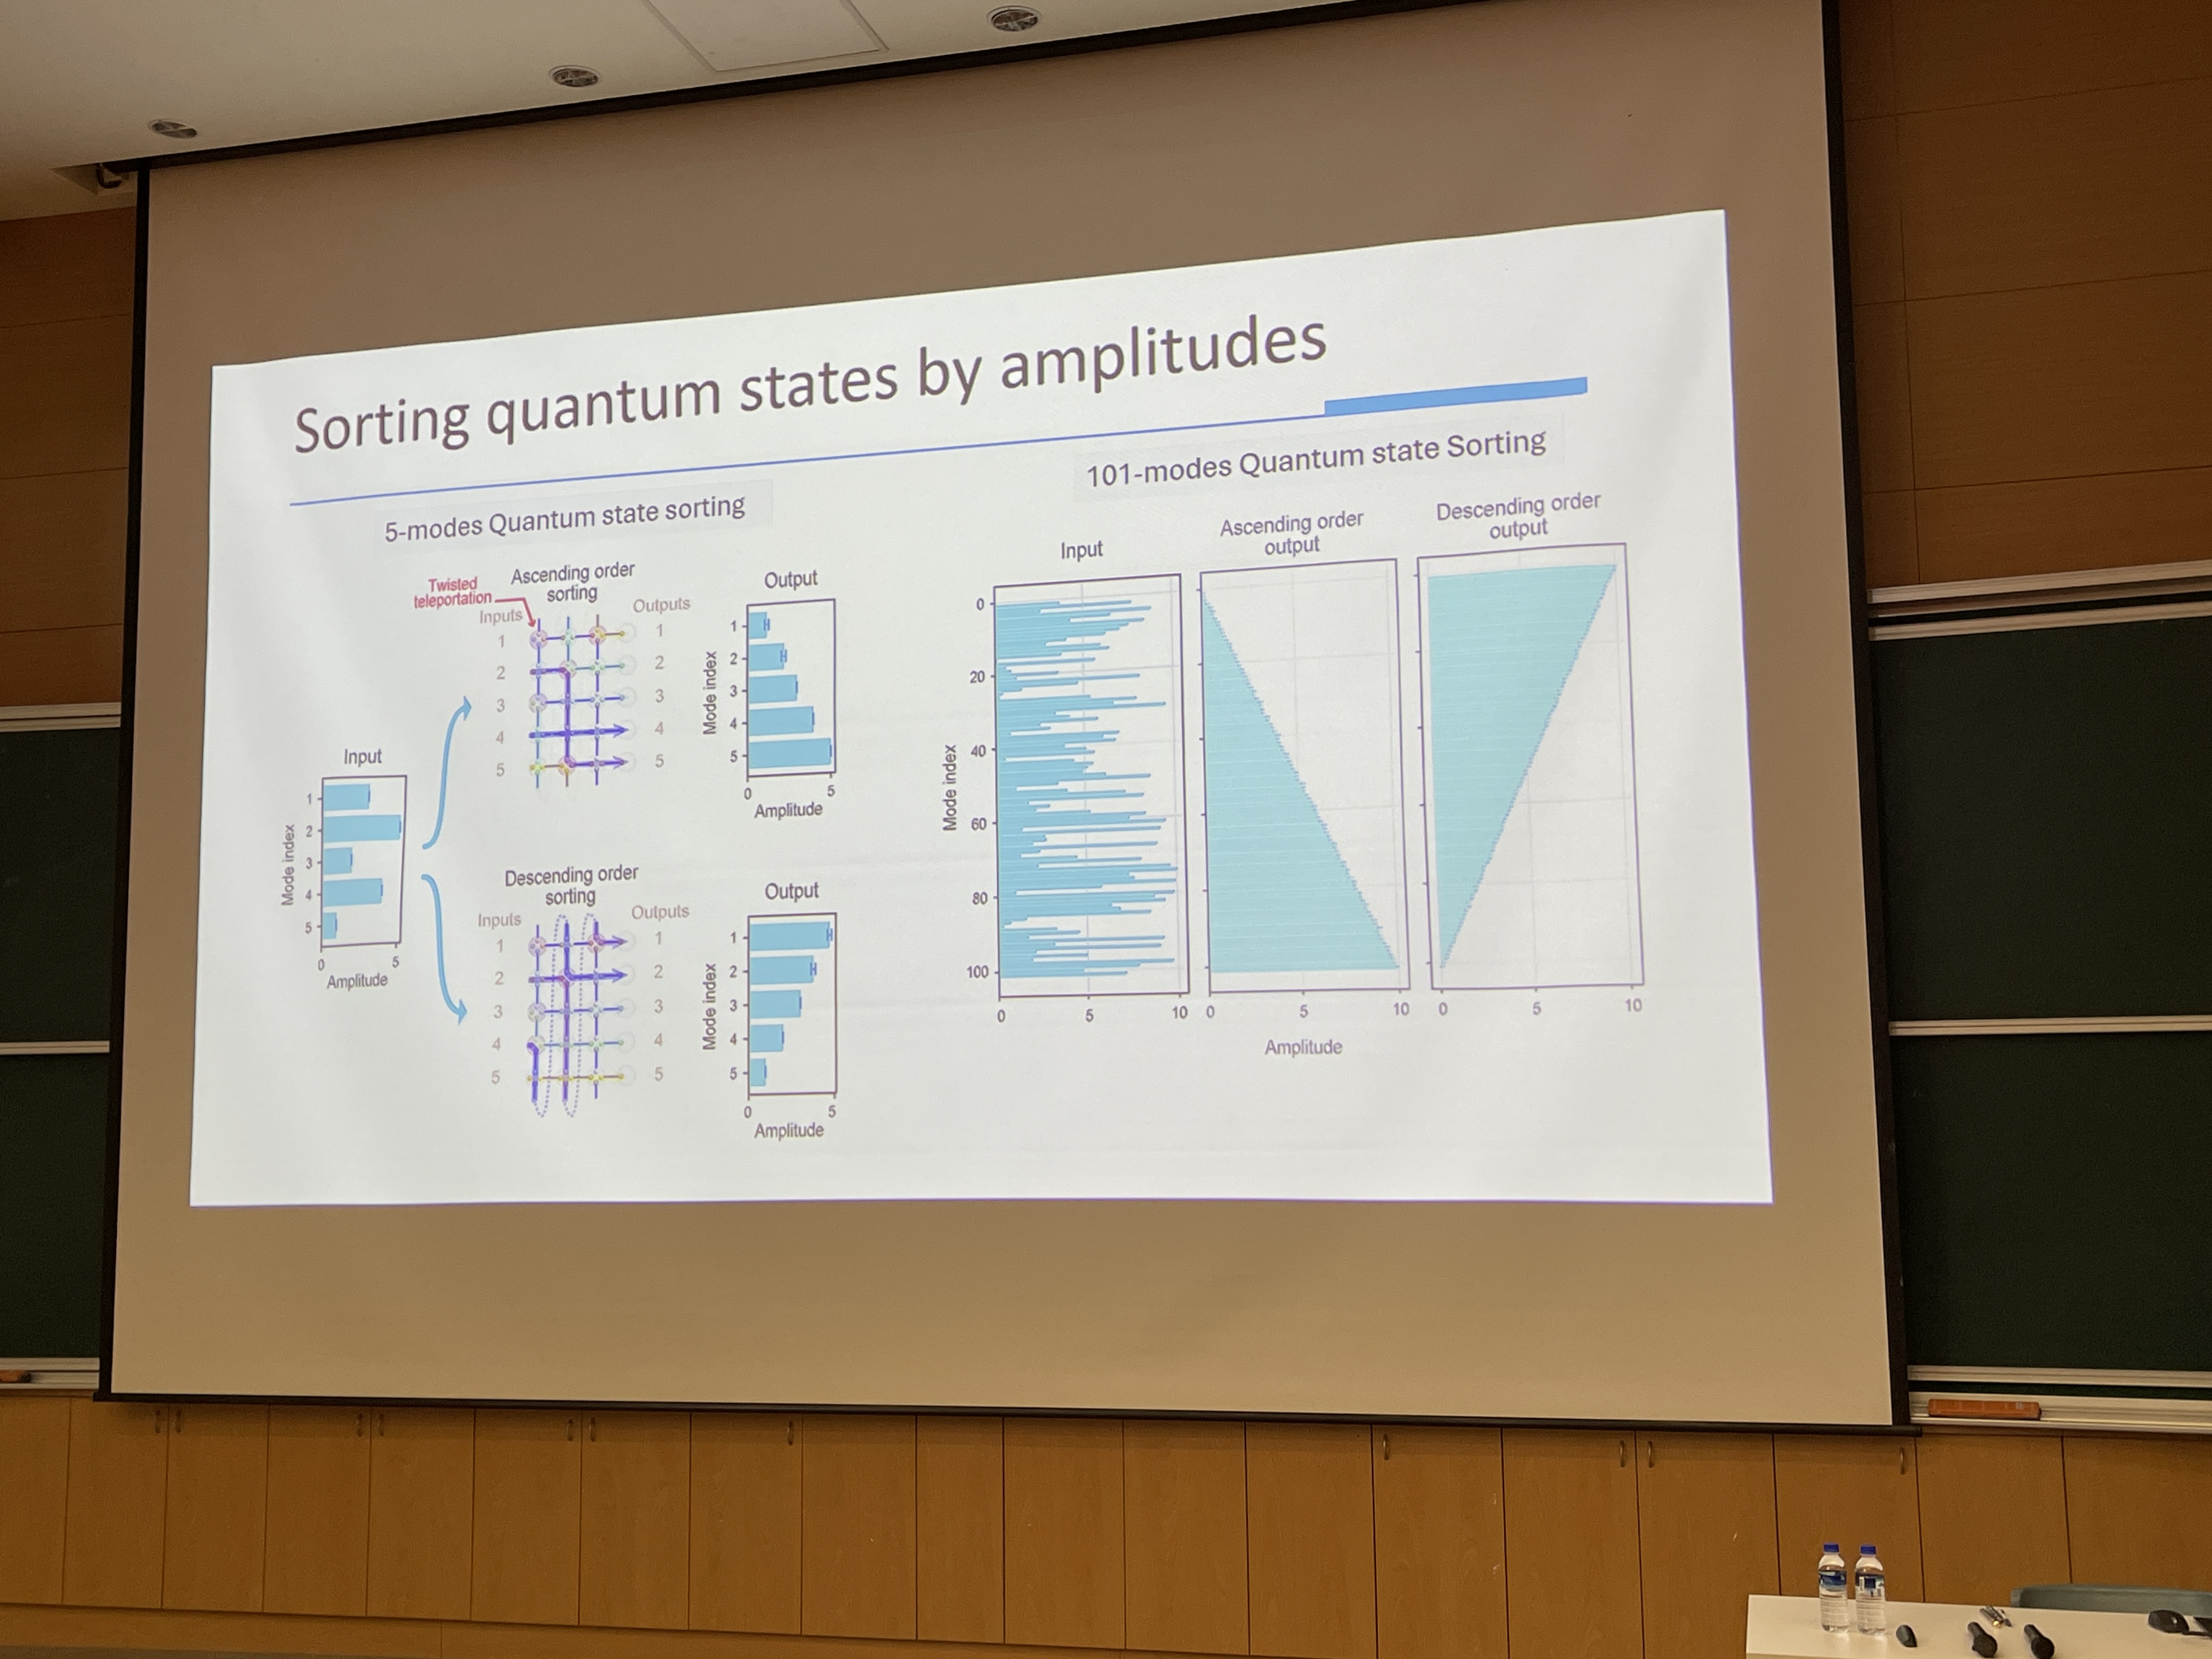 Sorting quantum states by amplitudes
5-modes Quantum state sorting
Input
Mode index
1
2
3
4
5
0 5
Amplitude
Twisted
teleportation
Ascending order
sorting
Inputs
Outputs
1 1
2 2
3 3
4 4
5 5
Output
Mode index
1
2
3
4
5
0 5
Amplitude
Descending order
sorting
Inputs
Outputs
1 1
2 2
3 3
4 4
5 5
Output
Mode index
1
2
3
4
5
0 5
Amplitude
101-modes Quantum state Sorting
Input
Ascending order
output
Descending order
output
Mode index
0
20
40
60
80
100
0 5 10
0 5 10
0 5 10
Amplitude